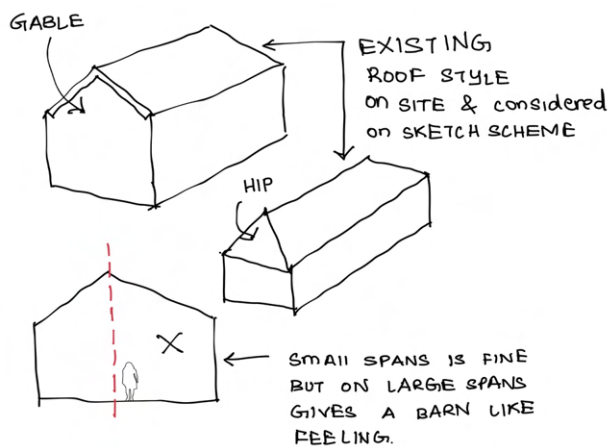 GABLE
EXISTING
ROOF STYLE
on SITE & considered
on SKETCH SCHEME
HIP
SMALL SPANS IS FINE
BUT ON LARGE SPANS
GIVES A BARN LIKE
FEELING.